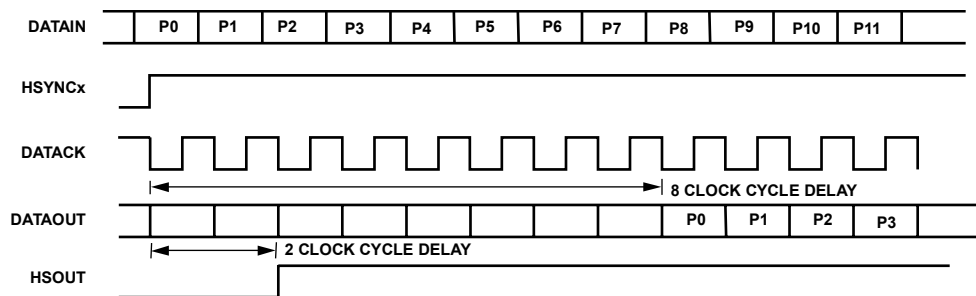 DATAIN P0 P1 P2 P3 P4 P5 P6 P7 P8 P9 P10 P11
HSYNCx
DATACK
8 CLOCK CYCLE DELAY
DATAOUT P0 P1 P2 P3
2 CLOCK CYCLE DELAY
HSOUT